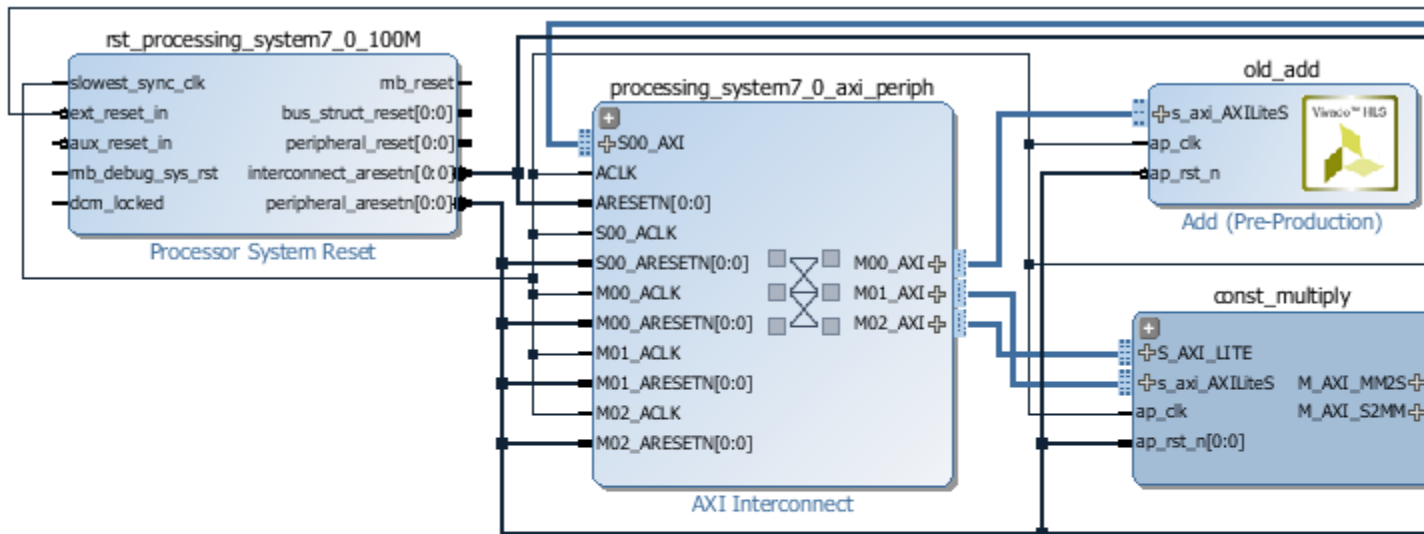 rst_processing_system7_0_100M
slowest_sync_clk
mb_reset
ext_reset_in
bus_struct_reset[0:0]
aux_reset_in
peripheral_reset[0:0]
mb_debug_sys_rst
interconnect_aresetn[0:0]
dcm_locked
peripheral_aresetn[0:0]
Processor System Reset
processing_system7_0_axi_periph
S00_AXI
ACLK
ARESETN[0:0]
S00_ACLK
S00_ARESETN[0:0]
M00_ACLK
M00_ARESETN[0:0]
M01_ACLK
M01_ARESETN[0:0]
M02_ACLK
M02_ARESETN[0:0]
M00_AXI
M01_AXI
M02_AXI
AXI Interconnect
old_add
s_axi_AXILiteS
ap_clk
ap_rst_n
Vivado™ HLS
Add (Pre-Production)
const_multiply
S_AXI_LITE
s_axi_AXILiteS
ap_clk
ap_rst_n[0:0]
M_AXI_MM2S
M_AXI_S2MM